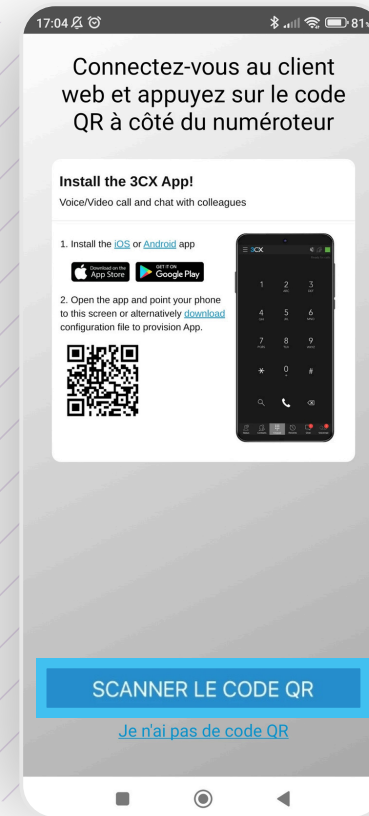 17:04 81
Connectez-vous au client
web et appuyez sur le code
QR à côté du numéroteur
Install the 3CX App!
Voice/Video call and chat with colleagues
1. Install the iOS or Android app
Download on the
App Store
GET IT ON
Google Play
2. Open the app and point your phone
to this screen or alternatively download
configuration file to provision App.
3CX
1 2 3
4 5 6
7 8 9
* 0 #
SCANNER LE CODE QR
Je n'ai pas de code QR